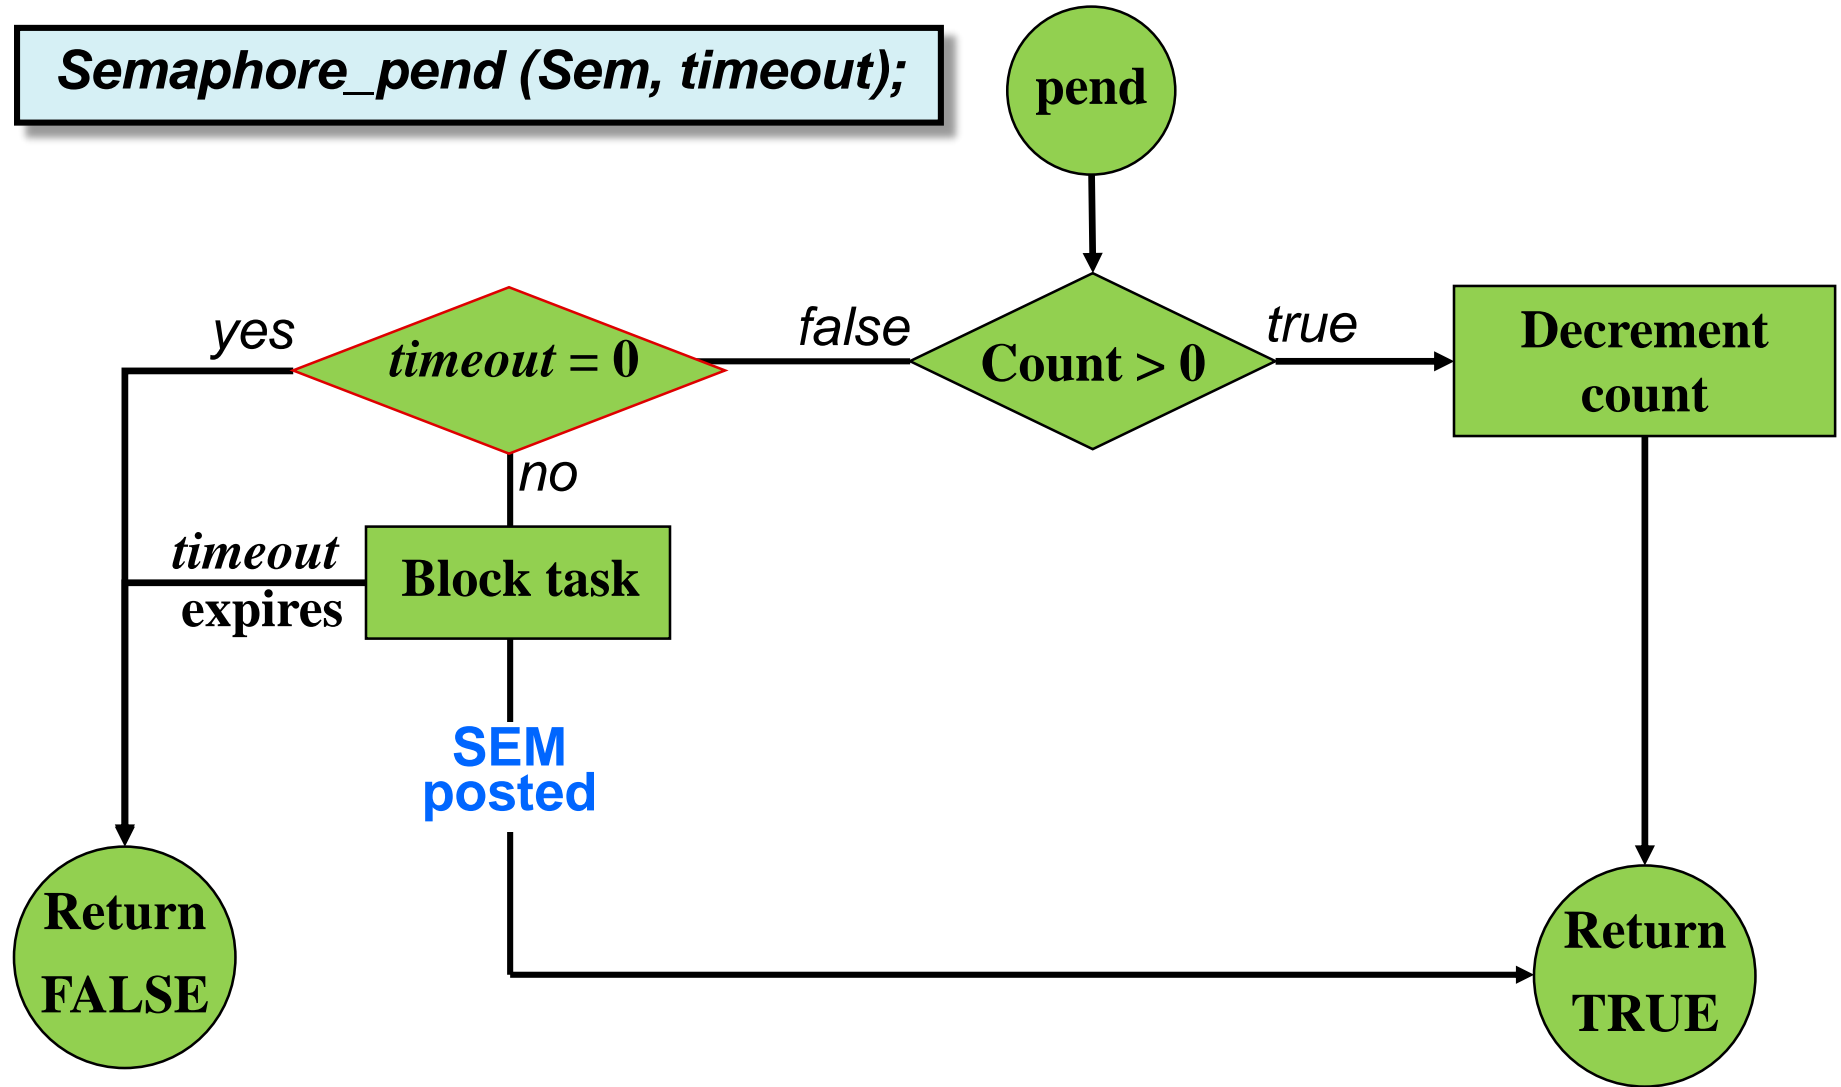 Semaphore_pend (Sem, timeout);
pend
yes
timeout = 0
false
Count > 0
true
Decrement
count
no
timeout
expires
Block task
SEM
posted
Return
FALSE
Return
TRUE